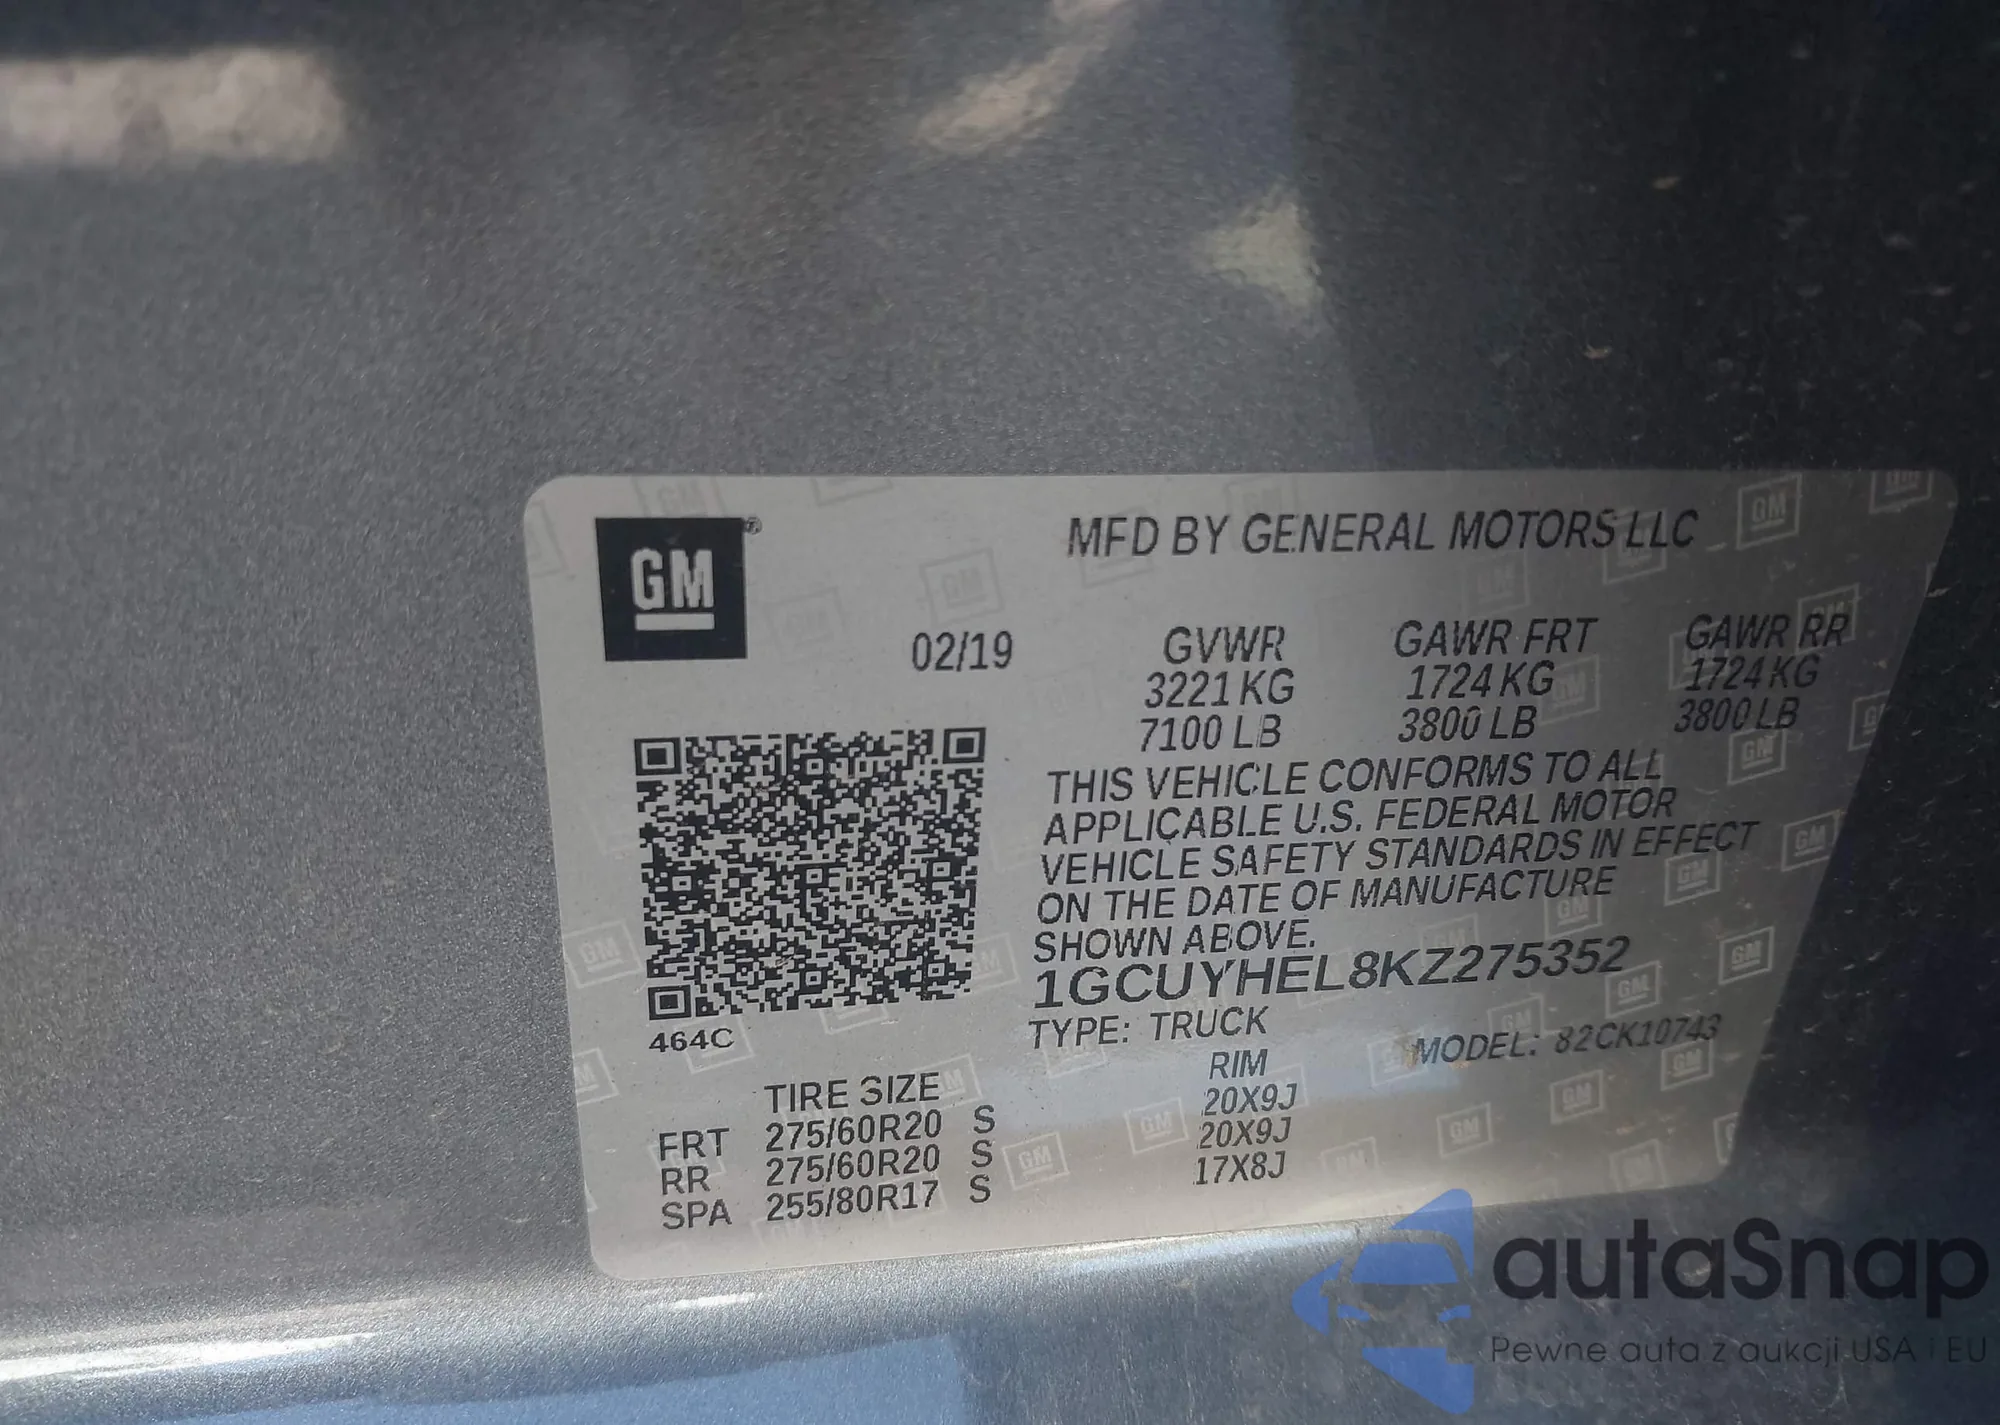 GM®
MFD BY GENERAL MOTORS LLC
02/19
GVWR GAWR FRT GAWR RR
3221 KG 1724 KG 1724 KG
7100 LB 3800 LB 3800 LB
THIS VEHICLE CONFORMS TO ALL
APPLICABLE U.S. FEDERAL MOTOR
VEHICLE SAFETY STANDARDS IN EFFECT
ON THE DATE OF MANUFACTURE
SHOWN ABOVE.
1GCUYHEL8KZ275352
464C
TYPE: TRUCK MODEL: 82CK10743
TIRE SIZE RIM
FRT 275/60R20 S 20X9J
RR 275/60R20 S 20X9J
SPA 255/80R17 S 17X8J
autaSnap
Pewne auta z aukcji USA i EU